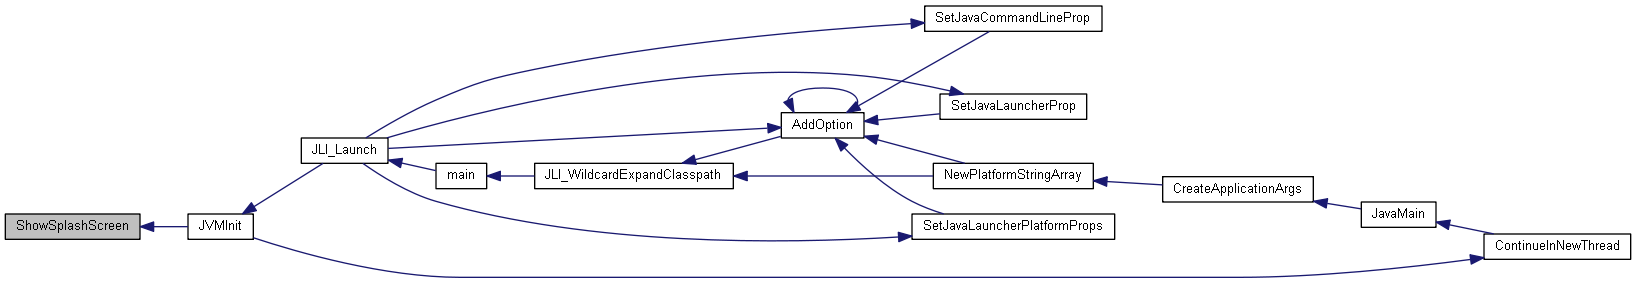 SetJavaCommandLineProp
SetJavaLauncherProp
AddOption
JLI_Launch
main
JLI_WildcardExpandClasspath
NewPlatformStringArray
CreateApplicationArgs
JavaMain
ShowSplashScreen
JVMInit
SetJavaLauncherPlatformProps
ContinueInNewThread